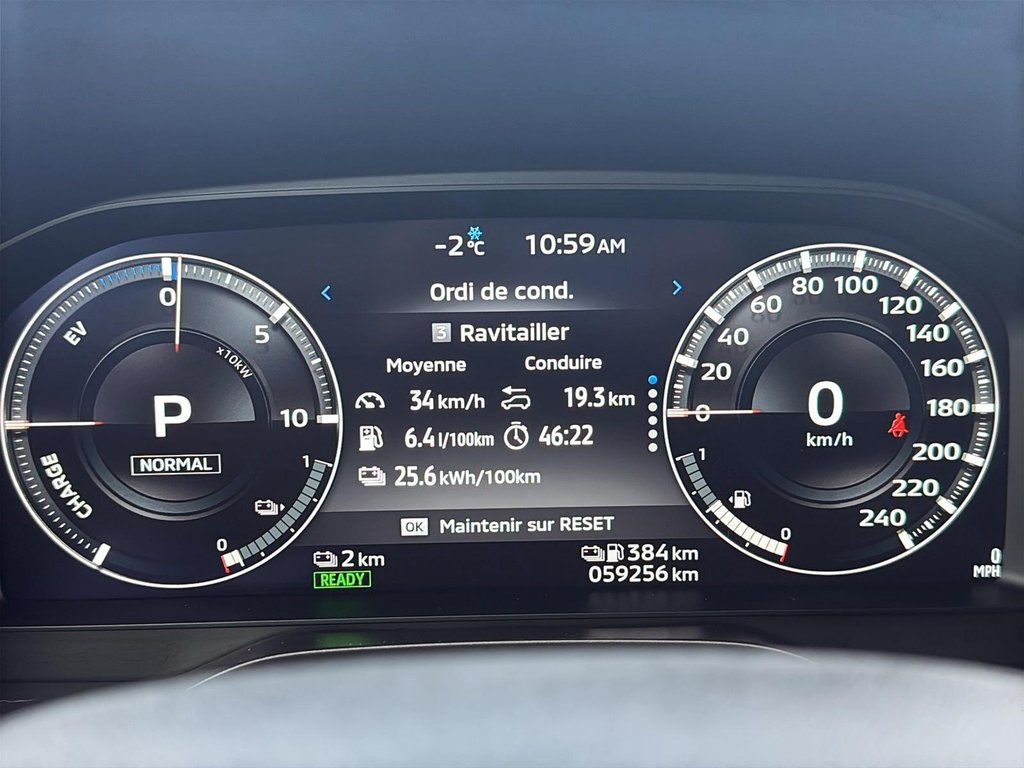 -2°C 10:59AM
Ordi de cond.
3 Ravitailler
Moyenne Conduire
34 km/h 19.3 km
6.4 l/100km 46:22
25.6 kWh/100km
OK Maintenir sur RESET
2 km
READY
384 km
059256 km
EV
0
5
x10kW
10
CHARGE
P
NORMAL
1
0
0
20
40
60
80
100
120
140
160
180
200
220
240
0
km/h
1
0
0
MPH